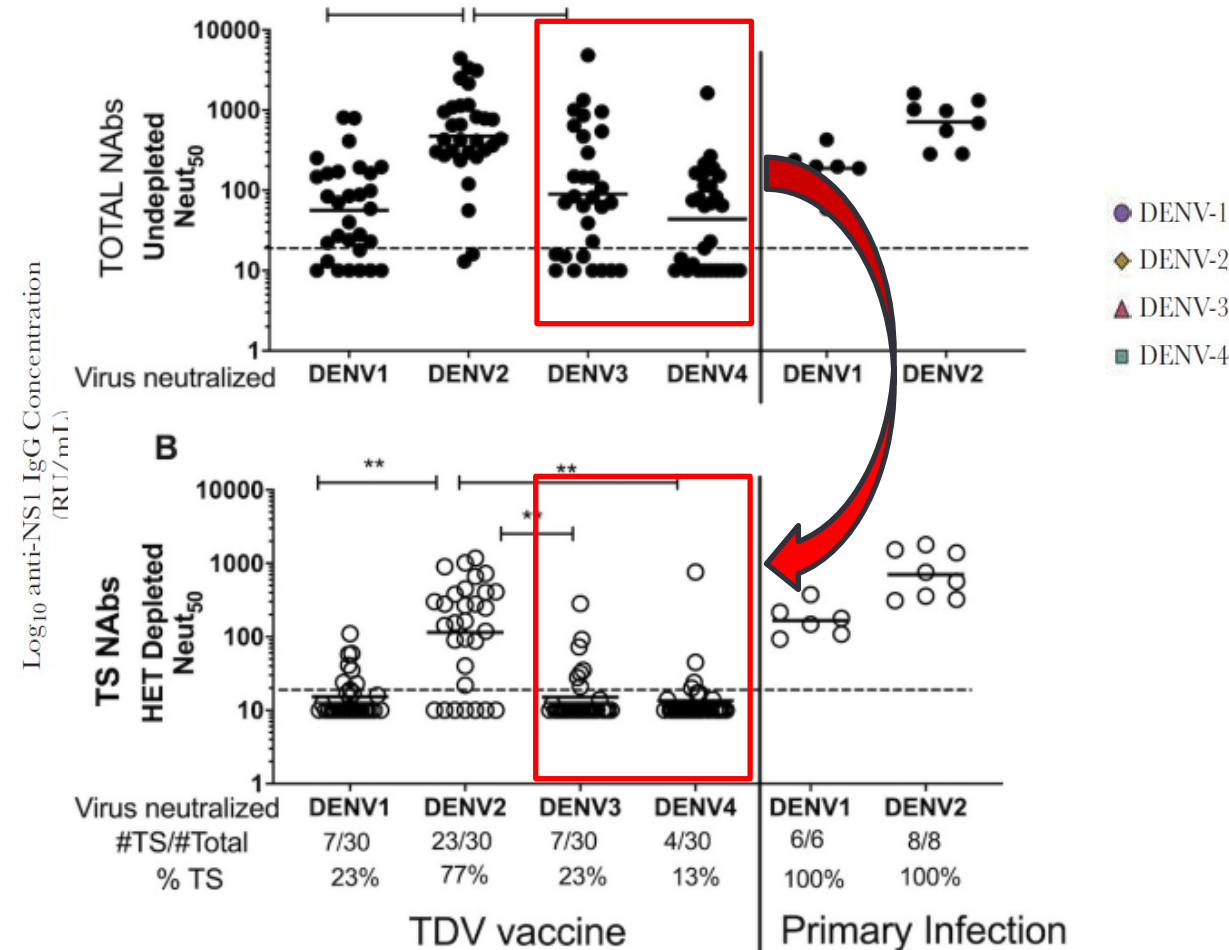 10000
1000
100
10
1
TOTAL NAbs
Undepleted
Neut50
Virus neutralized DENV1 DENV2 DENV3 DENV4 DENV1 DENV2
DENV-1
DENV-2
DENV-3
DENV-4
Log10 anti-NS1 IgG Concentration
(RU/mL)
B
** **
**
10000
1000
100
10
1
TS NAbs
HET Depleted
Neut50
Virus neutralized DENV1 DENV2 DENV3 DENV4 DENV1 DENV2
#TS/#Total 7/30 23/30 7/30 4/30 6/6 8/8
% TS 23% 77% 23% 13% 100% 100%
TDV vaccine Primary Infection